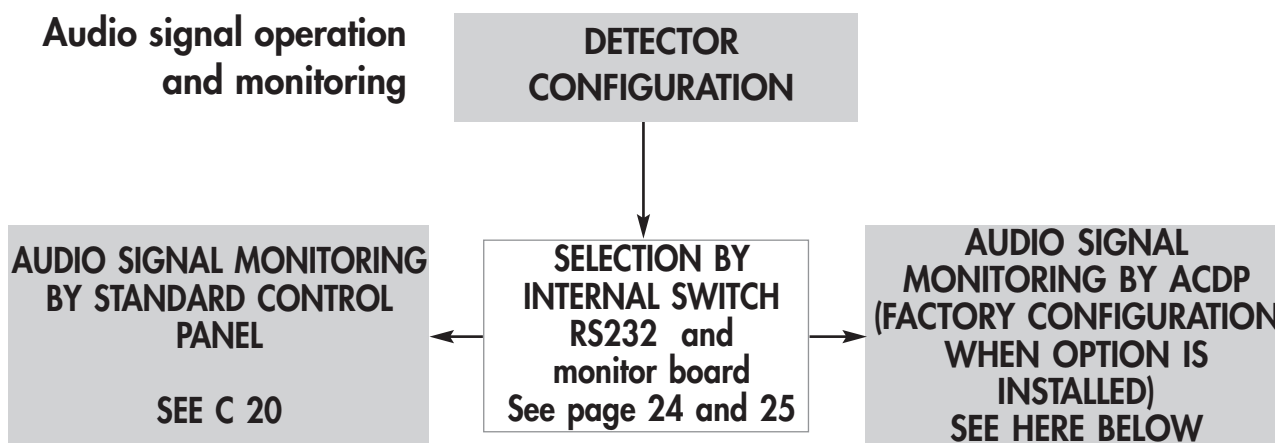 Audio signal operation
and monitoring
DETECTOR
CONFIGURATION
AUDIO SIGNAL MONITORING
BY STANDARD CONTROL
PANEL
SEE C 20
SELECTION BY
INTERNAL SWITCH
RS232 and
monitor board
See page 24 and 25
AUDIO SIGNAL
MONITORING BY ACDP
(FACTORY CONFIGURATION
WHEN OPTION IS
INSTALLED)
SEE HERE BELOW